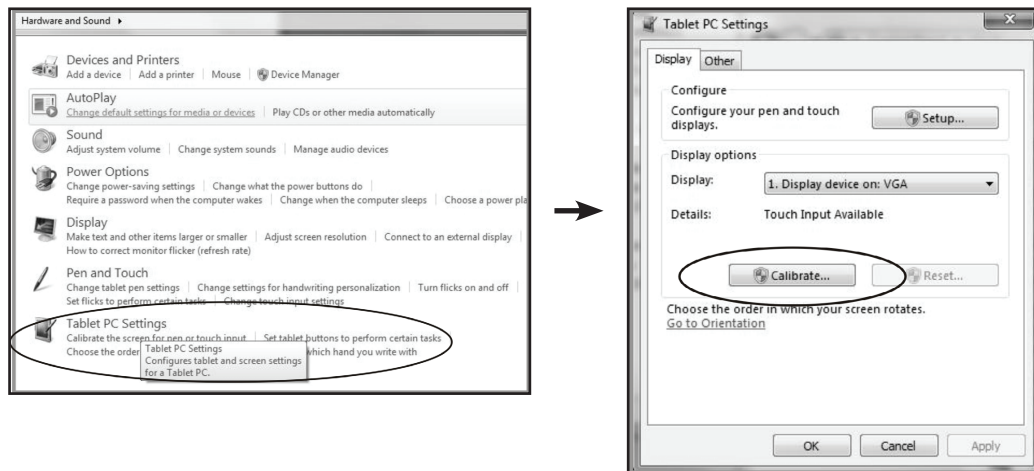 Hardware and Sound
Devices and Printers
Add a device | Add a printer | Mouse | Device Manager
AutoPlay
Change default settings for media or devices | Play CDs or other media automatically
Sound
Adjust system volume | Change system sounds | Manage audio devices
Power Options
Change power-saving settings | Change what the power buttons do |
Require a password when the computer wakes | Change when the computer sleeps | Choose a power pla
Display
Make text and other items larger or smaller | Adjust screen resolution | Connect to an external display |
How to correct monitor flicker (refresh rate)
Pen and Touch
Change tablet pen settings | Change settings for handwriting personalization | Turn flicks on and off |
Set flicks to perform certain tasks | Change touch input settings
Tablet PC Settings
Calibrate the screen for pen or touch input | Set tablet buttons to perform certain tasks
Choose the order which hand you write with
Tablet PC Settings
Configures tablet and screen settings
for a Tablet PC.
Tablet PC Settings
Display Other
Configure
Configure your pen and touch
displays.
Setup...
Display options
Display: 1. Display device on: VGA
Details: Touch Input Available
Calibrate... Reset...
Choose the order in which your screen rotates.
Go to Orientation
OK Cancel Apply